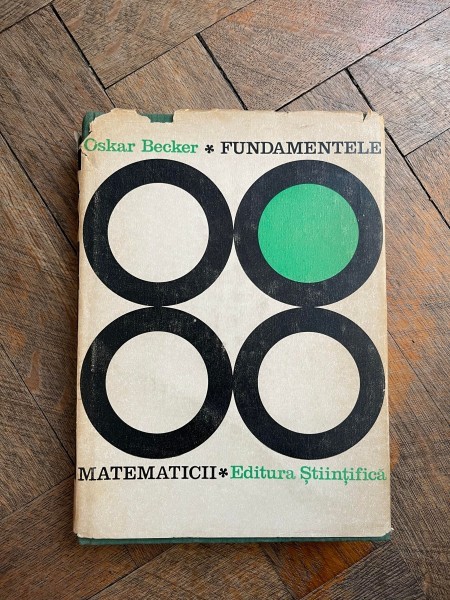 Oskar Becker * FUNDAMENTELE
MATEMATICII * Editura Științifică